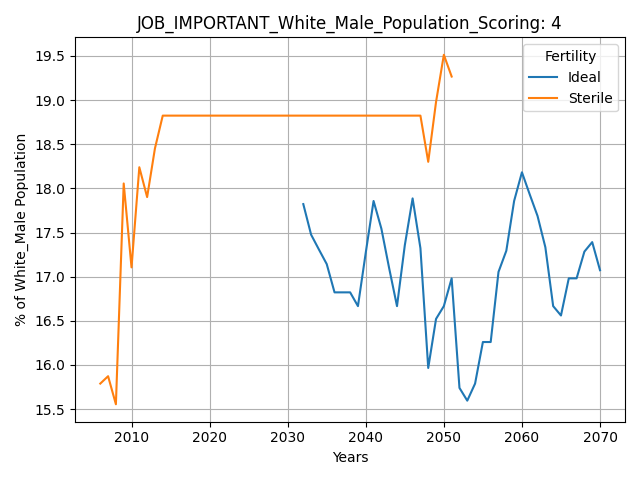 JOB_IMPORTANT_White_Male_Population_Scoring: 4
Fertility
Ideal
Sterile
% of White_Male Population
19.5
19.0
18.5
18.0
17.5
17.0
16.5
16.0
15.5
2010 2020 2030 2040 2050 2060 2070
Years